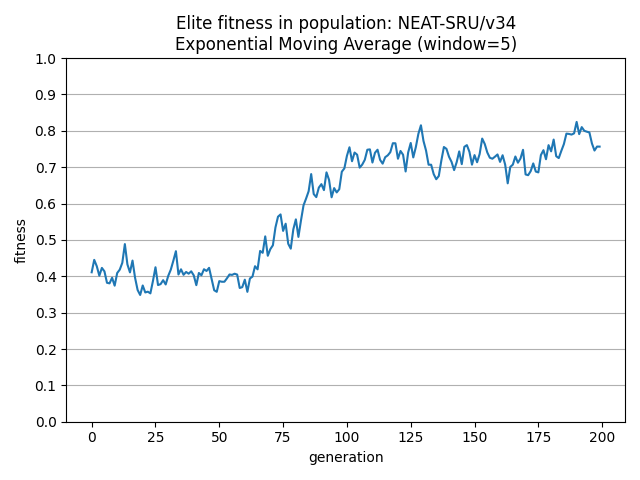 Elite fitness in population: NEAT-SRU/v34
Exponential Moving Average (window=5)
1.0
0.9
0.8
0.7
0.6
0.5
0.4
0.3
0.2
0.1
0.0
fitness
0 25 50 75 100 125 150 175 200
generation